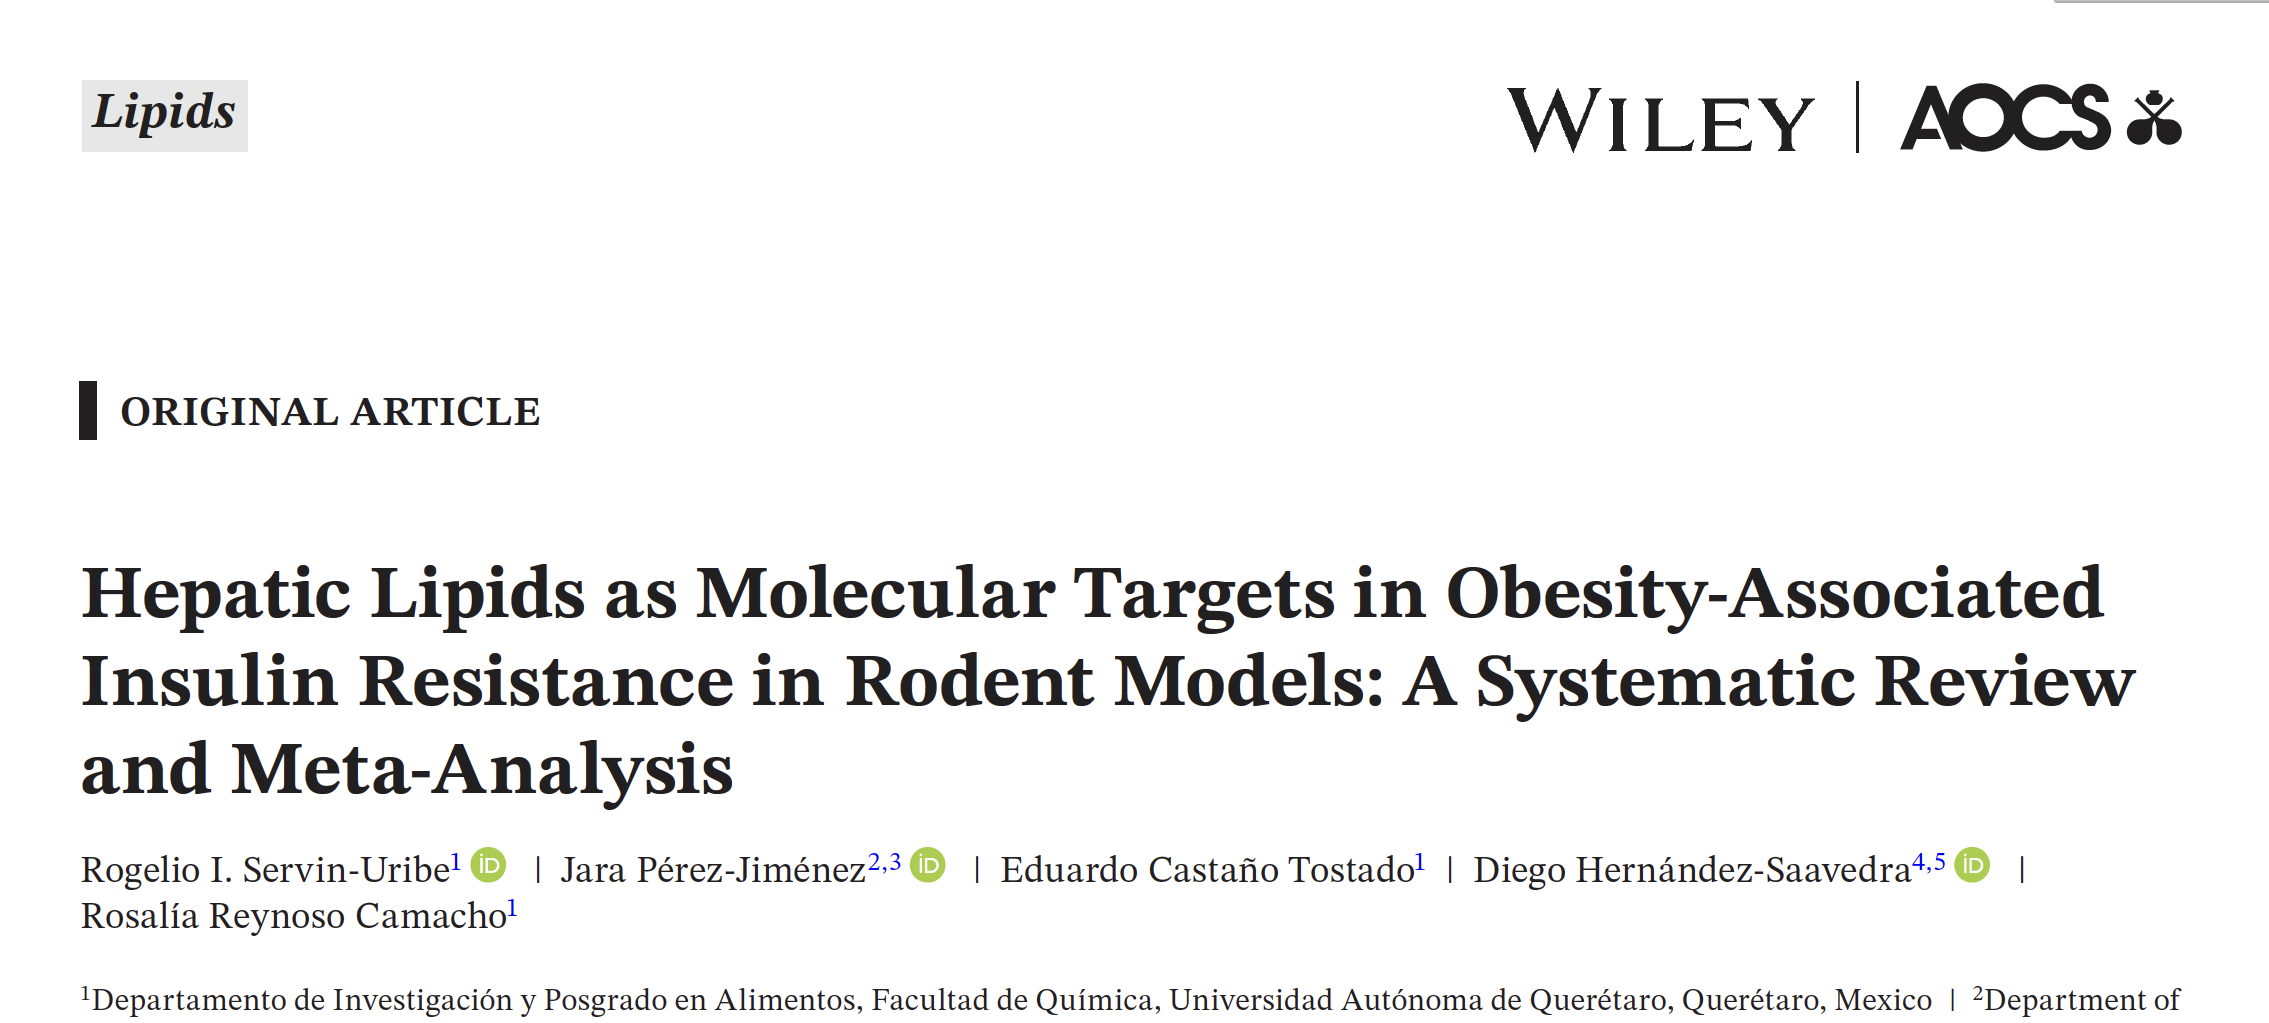 Lipids
WILEY | AOCS
ORIGINAL ARTICLE
Hepatic Lipids as Molecular Targets in Obesity-Associated
Insulin Resistance in Rodent Models: A Systematic Review
and Meta-Analysis
Rogelio I. Servin-Uribe1 iD | Jara Pérez-Jiménez2,3 iD | Eduardo Castaño Tostado1 | Diego Hernández-Saavedra4,5 iD |
Rosalía Reynoso Camacho1
1Departamento de Investigación y Posgrado en Alimentos, Facultad de Química, Universidad Autónoma de Querétaro, Querétaro, Mexico | 2Department of